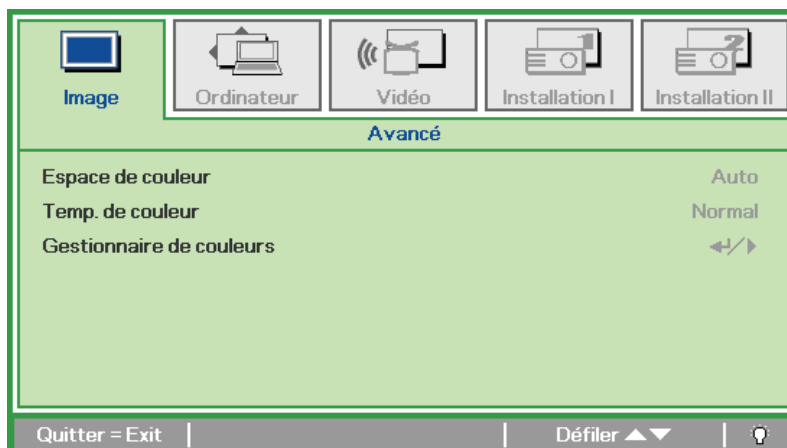 Image
Ordinateur
Vidéo
Installation I
Installation II
Avancé
Espace de couleur Auto
Temp. de couleur Normal
Gestionnaire de couleurs
Quitter = Exit Défiler